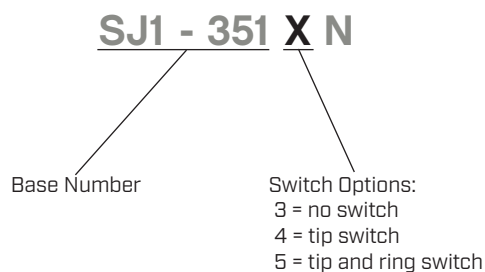 SJ1 - 351 X N
Base Number
Switch Options:
3 = no switch
4 = tip switch
5 = tip and ring switch